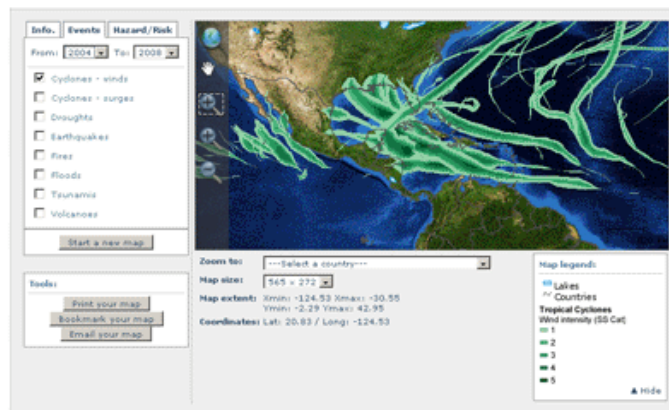 Info. Events Hazard/Risk
From: 2004 To: 2008
Cyclones - winds
Cyclones - surges
Droughts
Earthquakes
Fires
Floods
Tsunamis
Volcanoes
Start a new map
Tools:
Print your map
Bookmark your map
Email your map
Zoom to: ---Select a country---
Map size: 565 x 272
Map extent: Xmin: -124.53 Xmax: -30.55
Ymin: -2.29 Ymax: 42.95
Coordinates: Lat: 20.83 / Long: -124.53
Map legend:
Lakes
Countries
Tropical Cyclones
Wind intensity (SS Cat)
1
2
3
4
5
Hide